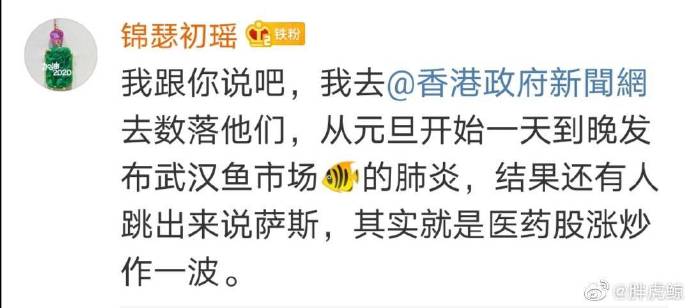 锦瑟初瑶 2 铁粉
加油
2020
我跟你说吧，我去@香港政府新聞網
去数落他们，从元旦开始一天到晚发
布武汉鱼市场🐠的肺炎，结果还有人
跳出来说萨斯，其实就是医药股涨炒
作一波。
@胖虎鲸